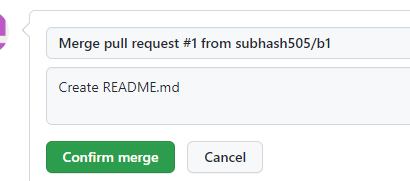 Merge pull request #1 from subhash505/b1
Create README.md
Confirm merge
Cancel